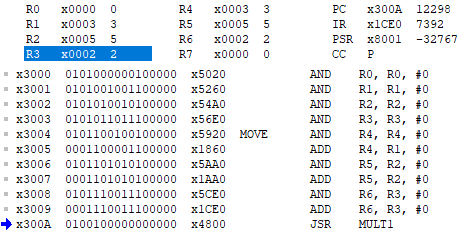 R0 x0000 0 R4 x0003 3 PC x300A 12298
R1 x0003 3 R5 x0005 5 IR x1CE0 7392
R2 x0005 5 R6 x0002 2 PSR x8001 -32767
R3 x0002 2 R7 x0000 0 CC P
x3000 0101000000100000 x5020 AND R0, R0, #0
x3001 0101001001100000 x5260 AND R1, R1, #0
x3002 0101010010100000 x54A0 AND R2, R2, #0
x3003 0101011011100000 x56E0 AND R3, R3, #0
x3004 0101100100100000 x5920 MOVE AND R4, R4, #0
x3005 0001100001100000 x1860 ADD R4, R1, #0
x3006 0101101010100000 x5AA0 AND R5, R2, #0
x3007 0001101010100000 x1AA0 ADD R5, R2, #0
x3008 0101110011100000 x5CE0 AND R6, R3, #0
x3009 0001110011100000 x1CE0 ADD R6, R3, #0
x300A 0100100000000000 x4800 JSR MULT1